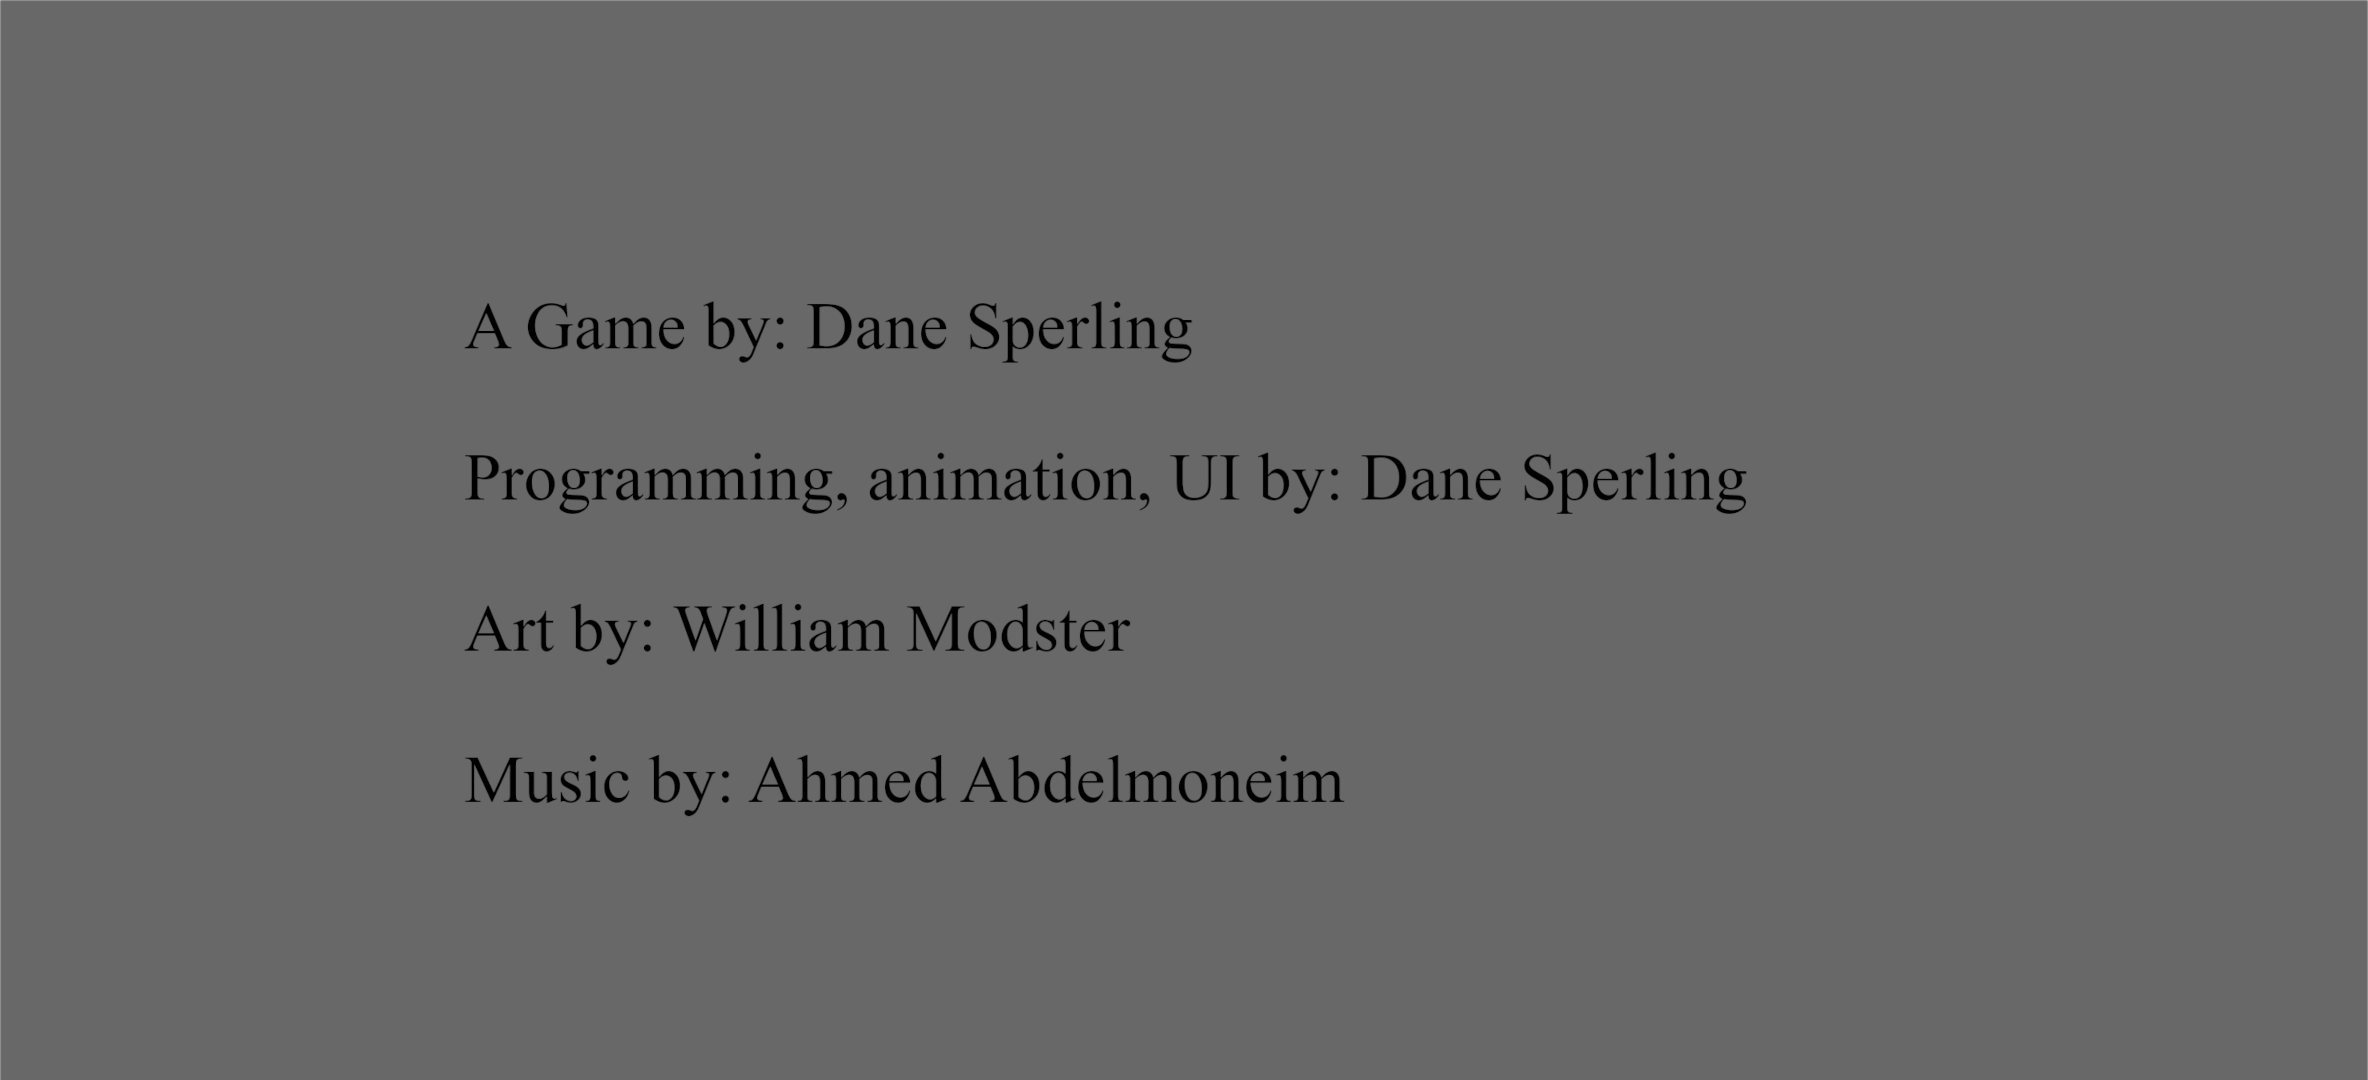 A Game by: Dane Sperling
Programming, animation, UI by: Dane Sperling
Art by: William Modster
Music by: Ahmed Abdelmoneim